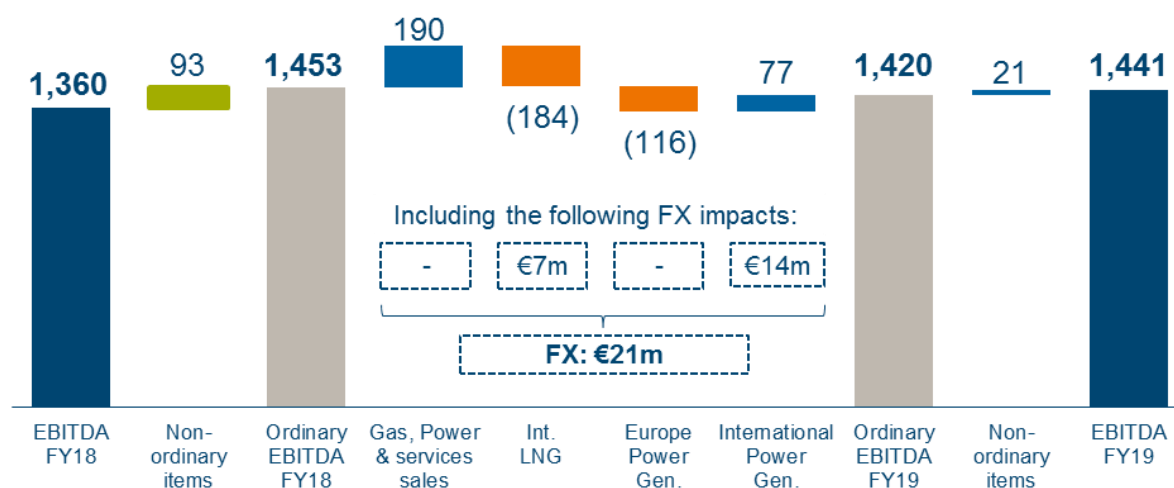 1,360
93
1,453
190
(184)
(116)
77
1,420
21
1,441
Including the following FX impacts:
-
€7m
-
€14m
FX: €21m
EBITDA
FY18
Non-
ordinary
items
Ordinary
EBITDA
FY18
Gas, Power
& services
sales
Int.
LNG
Europe
Power
Gen.
International
Power
Gen.
Ordinary
EBITDA
FY19
Non-
ordinary
items
EBITDA
FY19